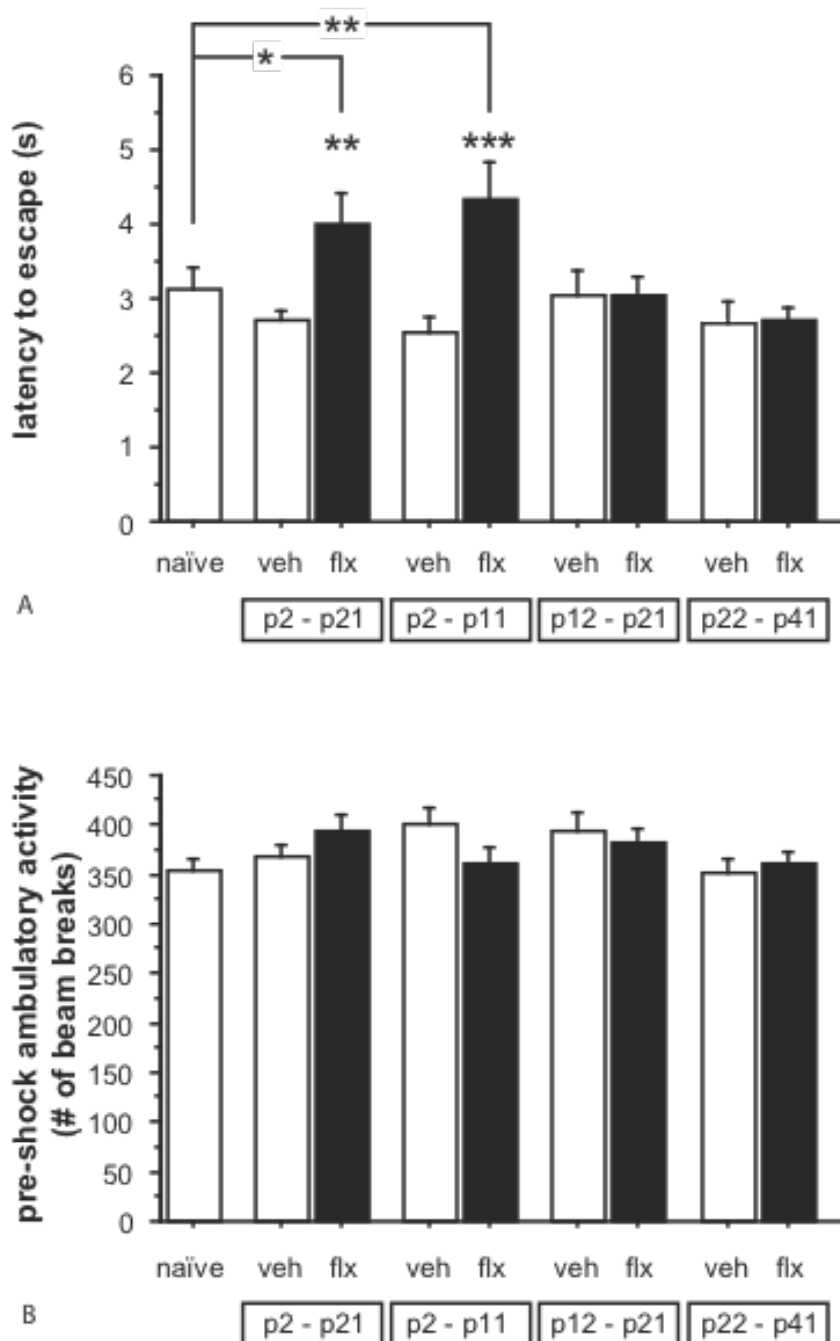 **
*
6
5
4
3
2
1
0
latency to escape (s)
** ***
naïve veh flx veh flx veh flx veh flx
A
p2 - p21 p2 - p11 p12 - p21 p22 - p41
450
400
350
300
250
200
150
100
50
0
pre-shock ambulatory activity
(# of beam breaks)
naïve veh flx veh flx veh flx veh flx
B
p2 - p21 p2 - p11 p12 - p21 p22 - p41